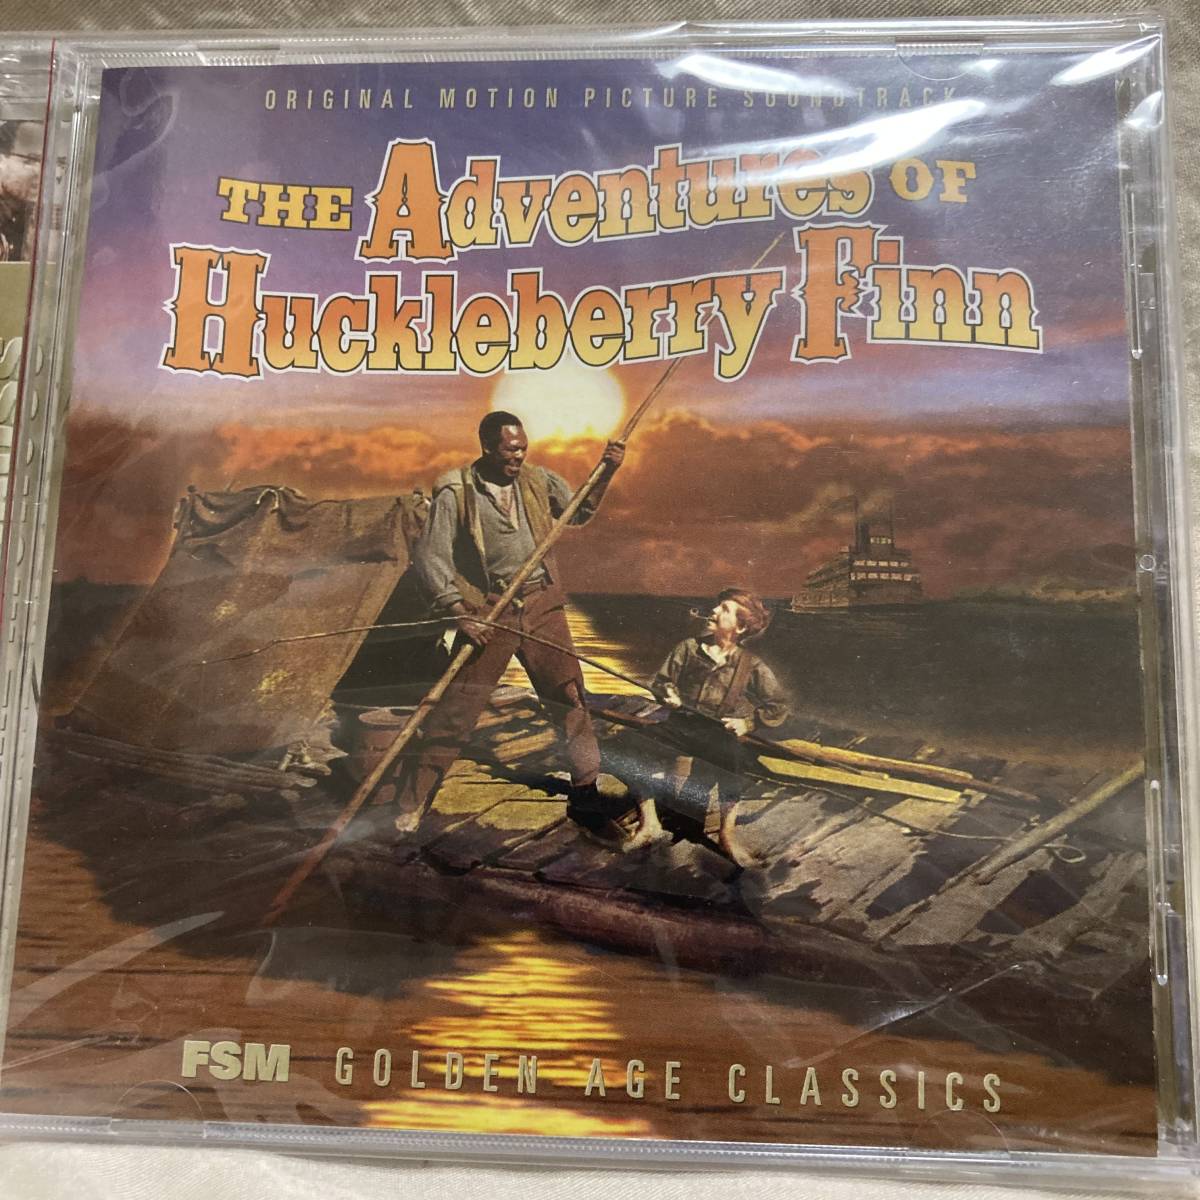 ORIGINAL MOTION PICTURE SOUNDTRACK
THE Adventures OF
Huckleberry Finn
FSM GOLDEN AGE CLASSICS